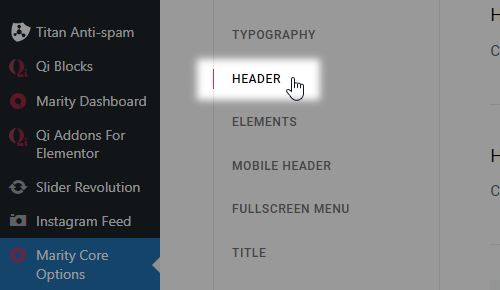 Titan Anti-spam
Qi Blocks
Marity Dashboard
Qi Addons For
Elementor
Slider Revolution
Instagram Feed
Marity Core
Options
TYPOGRAPHY
HEADER
ELEMENTS
MOBILE HEADER
FULLSCREEN MENU
TITLE
H
C
H
C